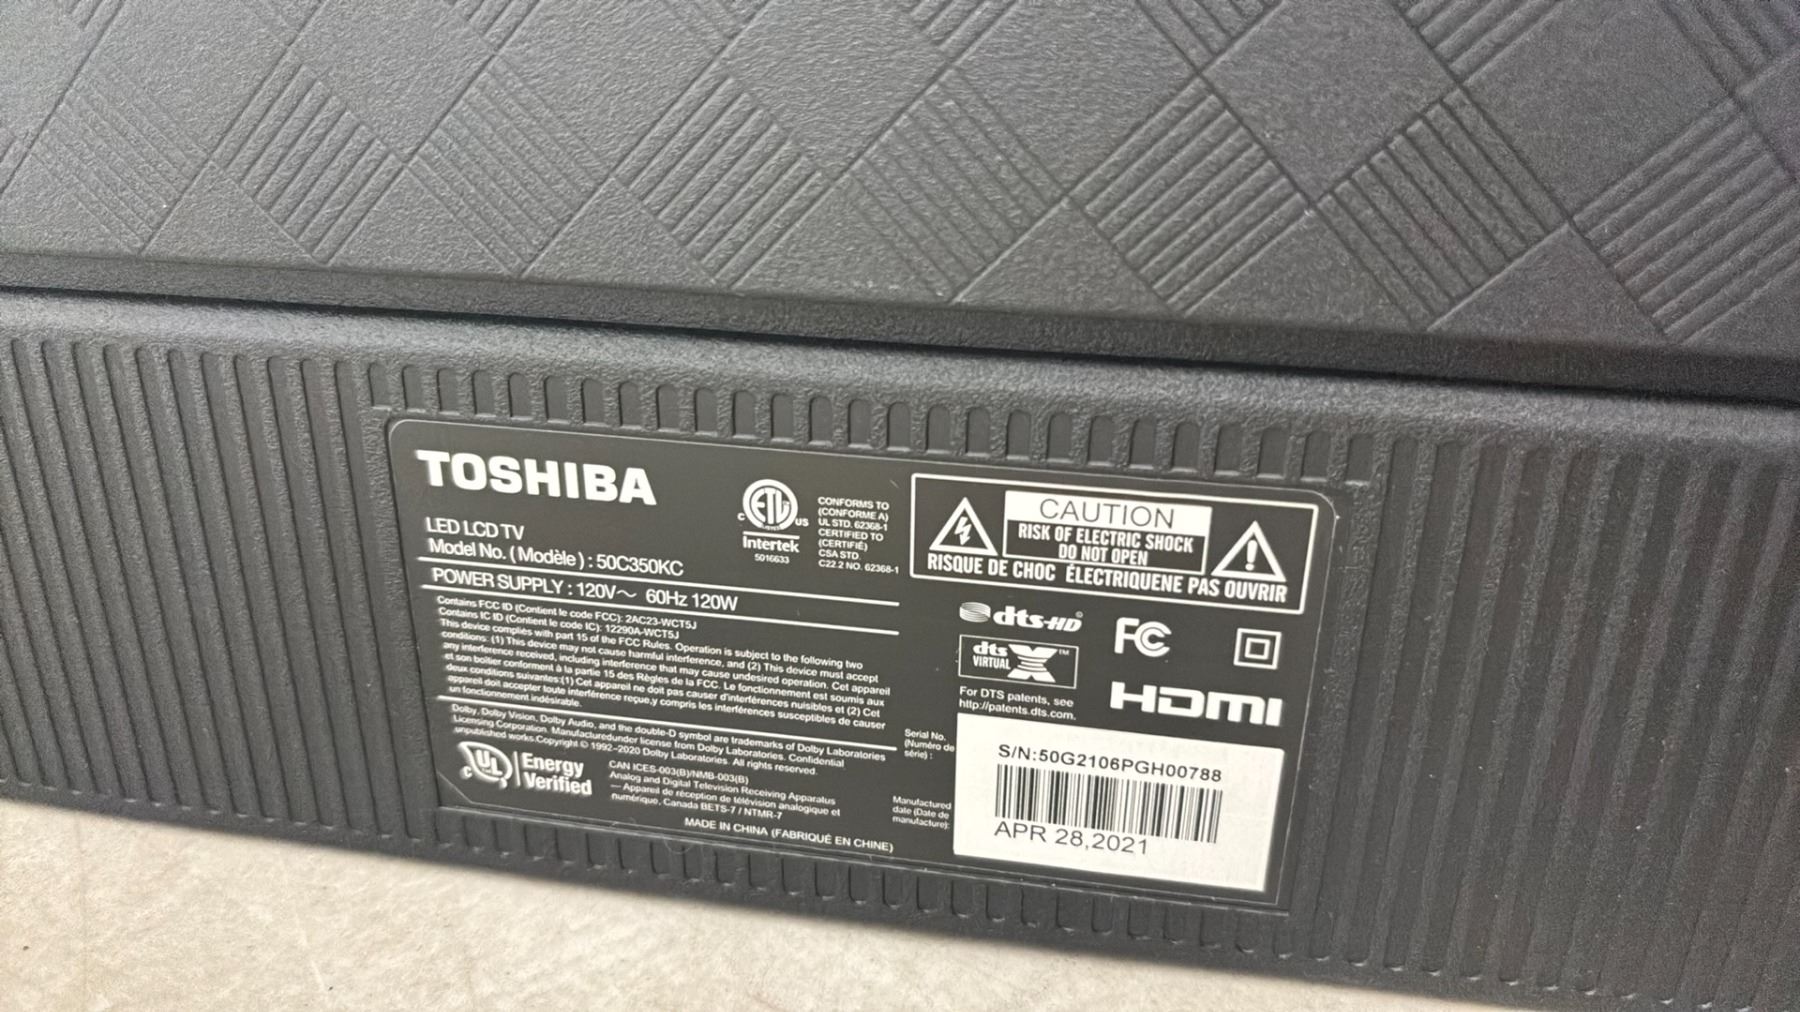 TOSHIBA
LED LCD TV
Model No. (Modèle) : 50C350KC
POWER SUPPLY : 120V～ 60Hz 120W
Contains FCC ID (Contient le code FCC): 2AC23-WCT5J
Contains IC ID (Contient le code IC): 12290A-WCT5J
This device complies with part 15 of the FCC Rules. Operation is subject to the following two
conditions: (1) This device may not cause harmful interference, and (2) This device must accept
any interference received, including interference that may cause undesired operation. Cet appareil
et son boîtier conforment à la partie 15 des Règles de la FCC. Le fonctionnement est soumis aux
deux conditions suivantes:(1) Cet appareil ne doit pas causer d'interférences nuisibles et (2) Cet
appareil doit accepter toute interférence reçue,y compris les interférences susceptibles de causer
un fonctionnement indésirable.
Dolby, Dolby Vision, Dolby Audio, and the double-D symbol are trademarks of Dolby Laboratories
Licensing Corporation. Manufacturedunder license from Dolby Laboratories. Confidential
unpublished works.Copyright © 1992-2020 Dolby Laboratories. All rights reserved.
C UL US
Energy
Verified
CAN ICES-003(B)/NMB-003(B)
Analog and Digital Television Receiving Apparatus
— Appareil de réception de télévision analogique et
numérique, Canada BETS-7 / NTMR-7
MADE IN CHINA (FABRIQUÉ EN CHINE)
C ETL US
LISTED
Intertek
5016633
CONFORMS TO
(CONFORME A)
UL STD. 62368-1
CERTIFIED TO
(CERTIFIÉ)
CSA STD.
C22.2 NO. 62368-1
CAUTION
RISK OF ELECTRIC SHOCK
DO NOT OPEN
RISQUE DE CHOC ÉLECTRIQUENE PAS OUVRIR
dts-HD®
FC
dts X™
VIRTUAL
For DTS patents, see
http://patents.dts.com.
HDMI
Serial No.
(Numéro de
série) :
S/N:50G2106PGH00788
Manufactured
date (Date de
manufacture):
APR 28,2021